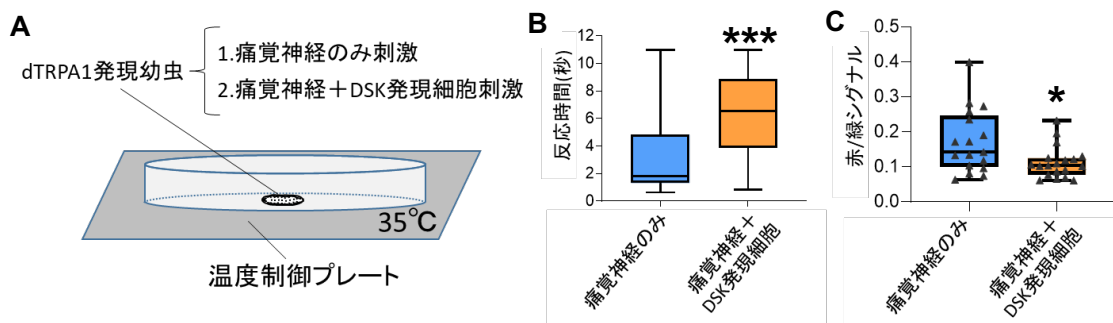 A
dTRPA1発現幼虫
1.痛覚神経のみ刺激
2.痛覚神経＋DSK発現細胞刺激
35℃
温度制御プレート
B
反応時間(秒)
12
10
8
6
4
2
0
***
痛覚神経のみ
痛覚神経＋
DSK発現細胞
C
赤/緑シグナル
0.5
0.4
0.3
0.2
0.1
0.0
*
痛覚神経のみ
痛覚神経＋
DSK発現細胞